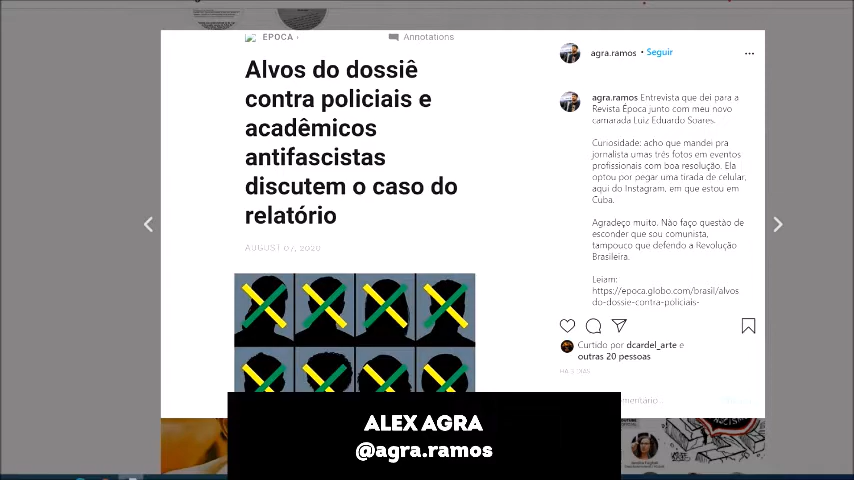 EPOCA ›
Annotations
Alvos do dossiê
contra policiais e
acadêmicos
antifascistas
discutem o caso do
relatório
AUGUST 07, 2020
agra.ramos • Seguir
agra.ramos Entrevista que dei para a
Revista Época junto com meu novo
camarada Luiz Eduardo Soares.
Curiosidade: acho que mandei pra
jornalista umas três fotos em eventos
profissionais com boa resolução. Ela
optou por pegar uma tirada de celular,
aqui do Instagram, em que estou em
Cuba.
Agradeço muito. Não faço questão de
esconder que sou comunista,
tampouco que defendo a Revolução
Brasileira.
Leiam:
https://epoca.globo.com/brasil/alvos
do-dossie-contra-policiais-
Curtido por dcardel_arte e
outras 20 pessoas
HÁ 2 DIAS
omentário...
ALEX AGRA
@agra.ramos